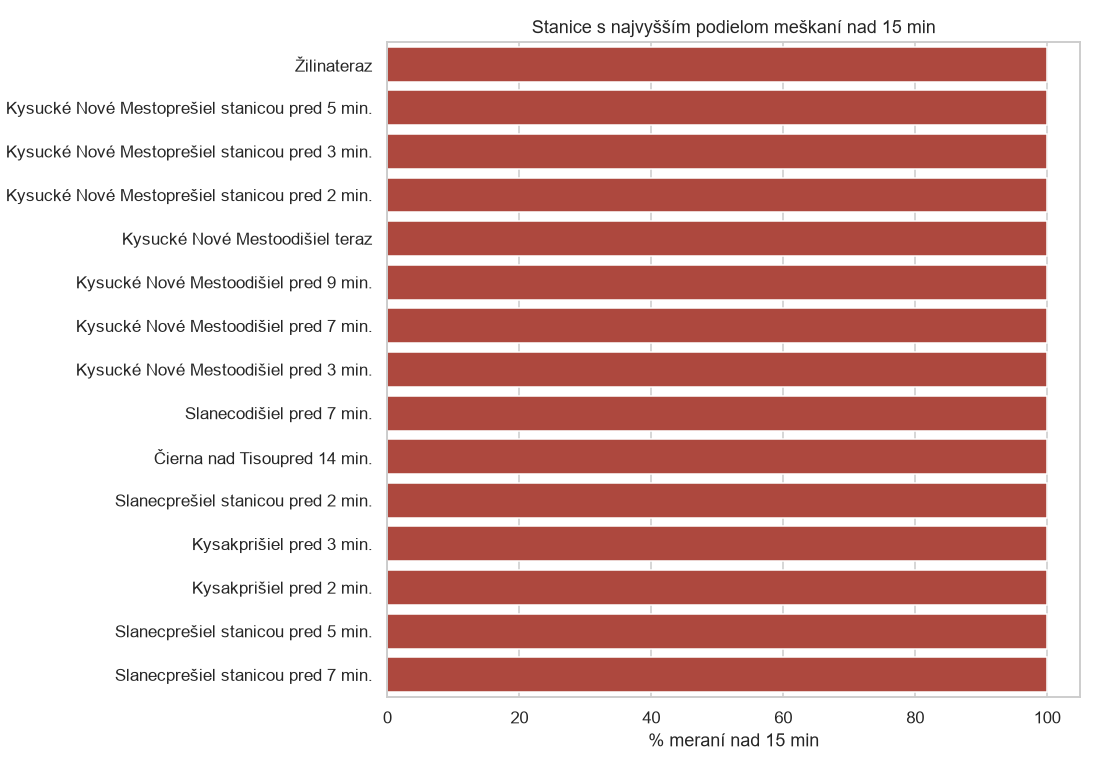 Stanice s najvyšším podielom meškaní nad 15 min
Žilinateraz
Kysucké Nové Mestoprešiel stanicou pred 5 min.
Kysucké Nové Mestoprešiel stanicou pred 3 min.
Kysucké Nové Mestoprešiel stanicou pred 2 min.
Kysucké Nové Mestoodišiel teraz
Kysucké Nové Mestoodišiel pred 9 min.
Kysucké Nové Mestoodišiel pred 7 min.
Kysucké Nové Mestoodišiel pred 3 min.
Slanecodišiel pred 7 min.
Čierna nad Tisoupred 14 min.
Slanecprešiel stanicou pred 2 min.
Kysakprišiel pred 3 min.
Kysakprišiel pred 2 min.
Slanecprešiel stanicou pred 5 min.
Slanecprešiel stanicou pred 7 min.
0 20 40 60 80 100
% meraní nad 15 min